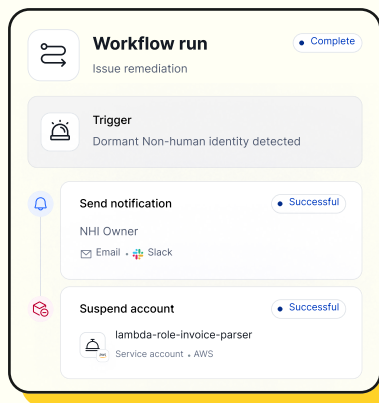 Workflow run
Complete
Issue remediation
Trigger
Dormant Non-human identity detected
Send notification
Successful
NHI Owner
Email • Slack
Suspend account
Successful
lambda-role-invoice-parser
Service account • AWS